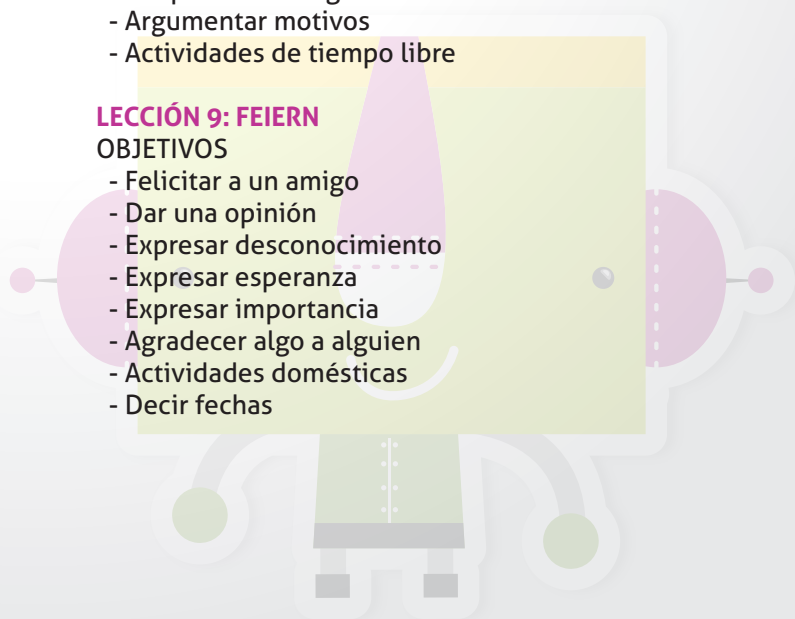 - Argumentar motivos
- Actividades de tiempo libre
LECCIÓN 9: FEIERN
OBJETIVOS
- Felicitar a un amigo
- Dar una opinión
- Expresar desconocimiento
- Expresar esperanza
- Expresar importancia
- Agradecer algo a alguien
- Actividades domésticas
- Decir fechas